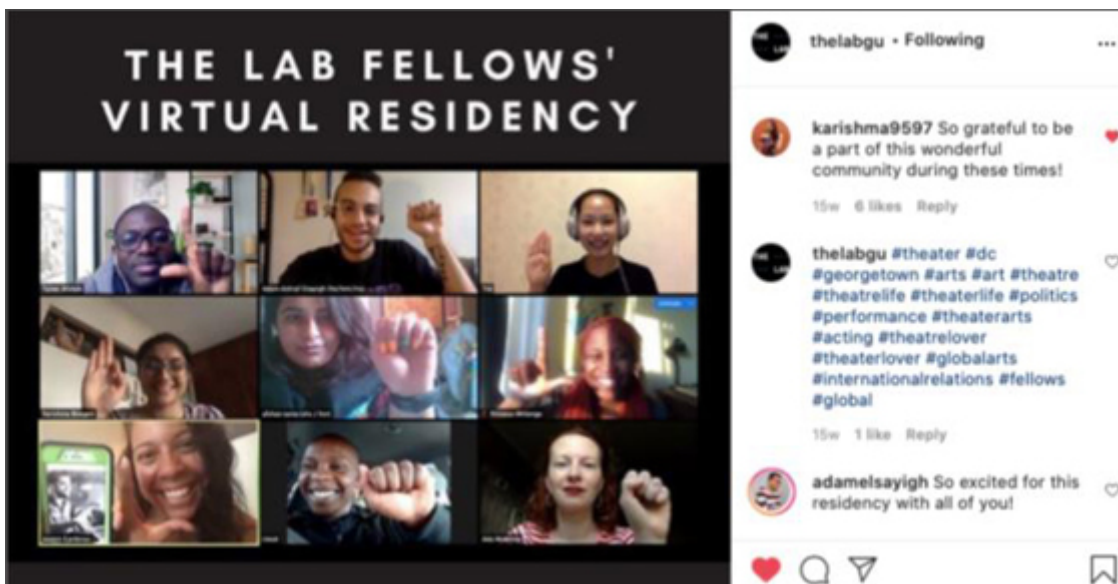 THE LAB FELLOWS'
VIRTUAL RESIDENCY
thelabgu • Following
karishma9597 So grateful to be
a part of this wonderful
community during these times!
15w 6 likes Reply
thelabgu #theater #dc
#georgetown #arts #art #theatre
#theatrelife #theaterlife #politics
#performance #theaterarts
#acting #theatrelover
#theaterlover #globalarts
#internationalrelations #fellows
#global
15w 1 like Reply
adamelsayigh So excited for this
residency with all of you!